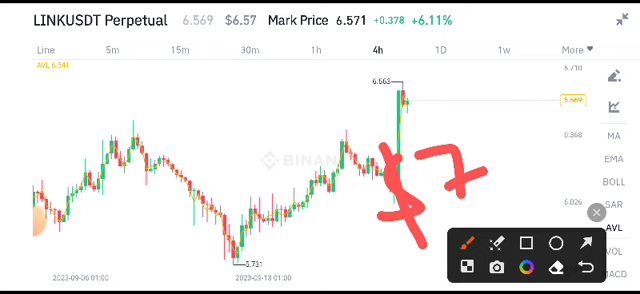 LINKUSDT Perpetual 6.569 $6.57 Mark Price 6.571 +0.378 +6.11%
Line 5m 15m 30m 1h 4h 1D 1w More
AVL 6.541
5.710
6.663
6.569
MA
6.368
EMA
BINAN
$7
BOLL
SAR
6.026
AVL
VOL
5.731
MACD
2023-09-06 01:00 2023-09-13 01:00